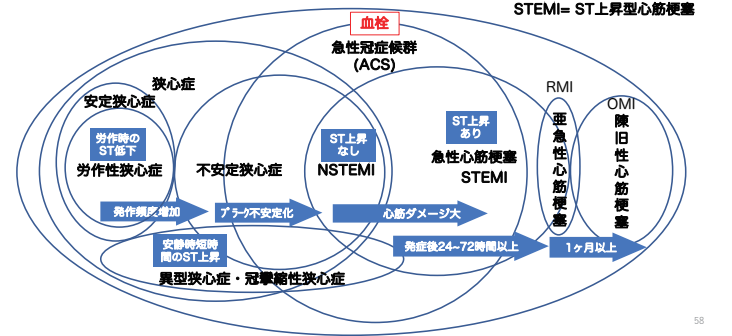 STEMI= ST上昇型心筋梗塞
血栓
急性冠症候群
(ACS)
狭心症
安定狭心症
労作時の
ST低下
労作性狭心症
不安定狭心症
ST上昇
なし
NSTEMI
ST上昇
あり
急性心筋梗塞
STEMI
RMI
亜急性心筋梗塞
OMI
陳旧性心筋梗塞
発作頻度増加
ﾌﾟﾗｰｸ不安定化
心筋ダメージ大
発症後24~72時間以上
1ヶ月以上
安静時短時
間のST上昇
異型狭心症・冠攣縮性狭心症
58